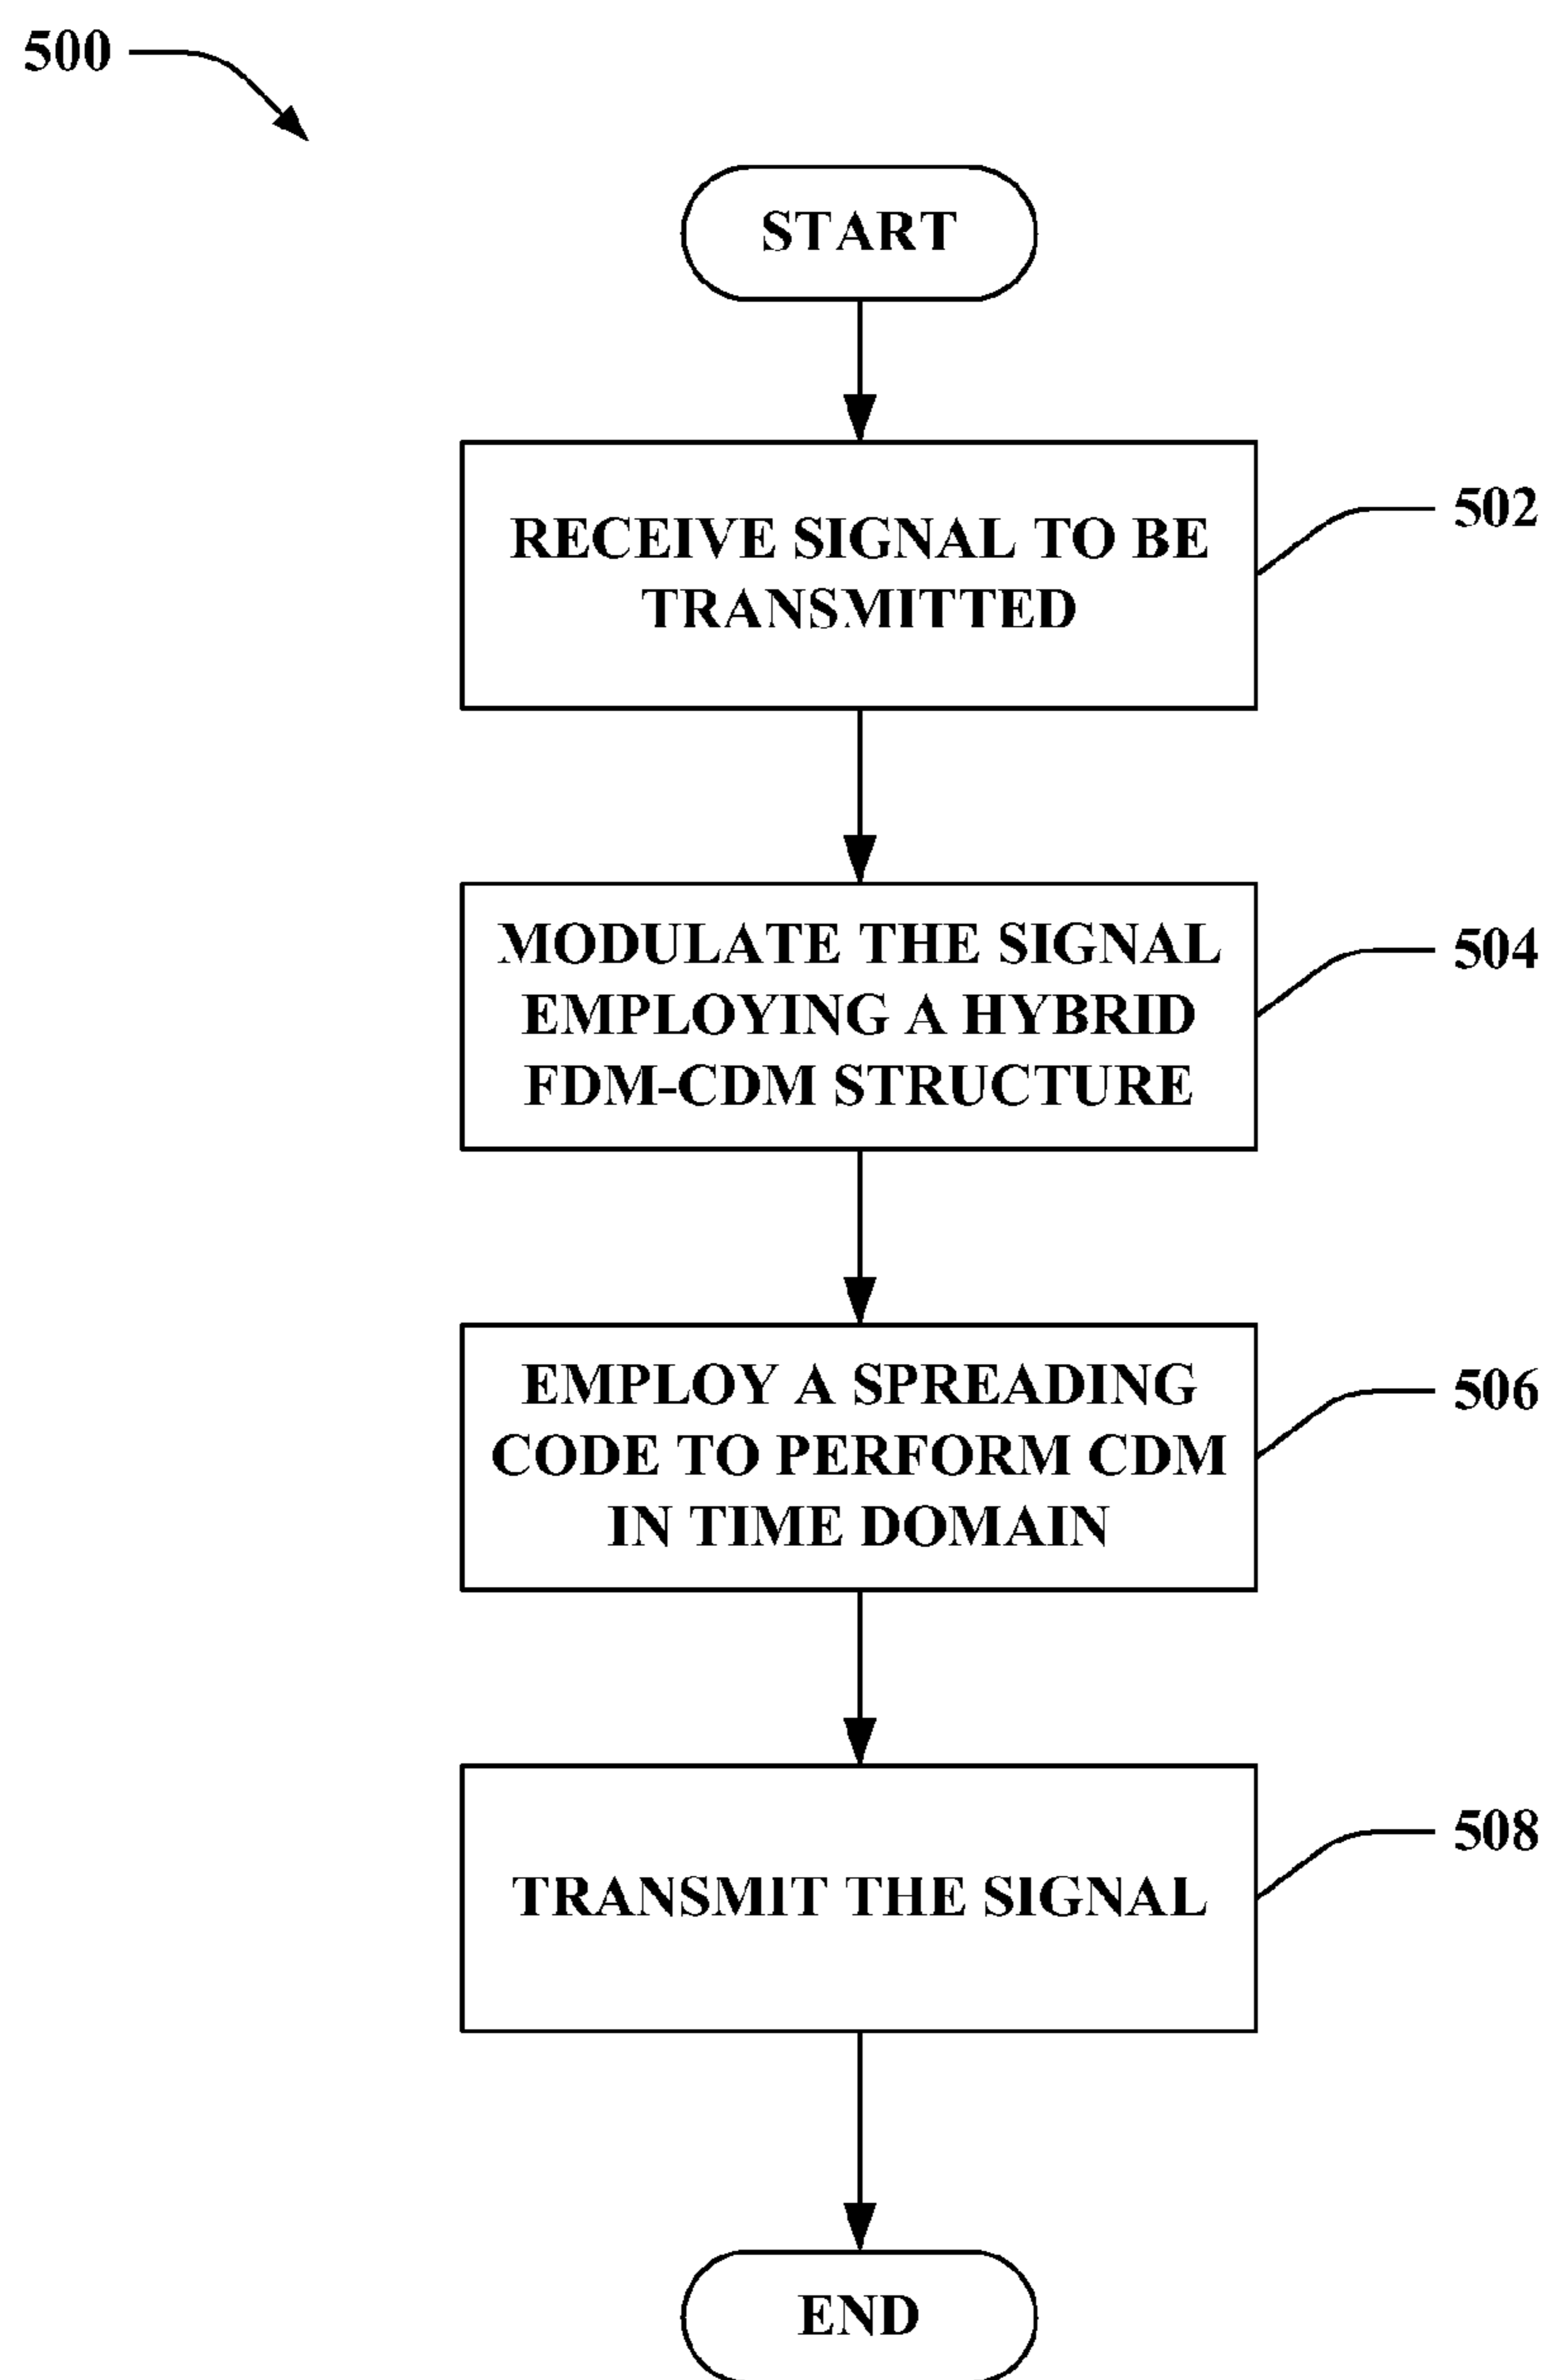 500
START
RECEIVE SIGNAL TO BE
TRANSMITTED
502
MODULATE THE SIGNAL
EMPLOYING A HYBRID
FDM-CDM STRUCTURE
504
EMPLOY A SPREADING
CODE TO PERFORM CDM
IN TIME DOMAIN
506
TRANSMIT THE SIGNAL
508
END